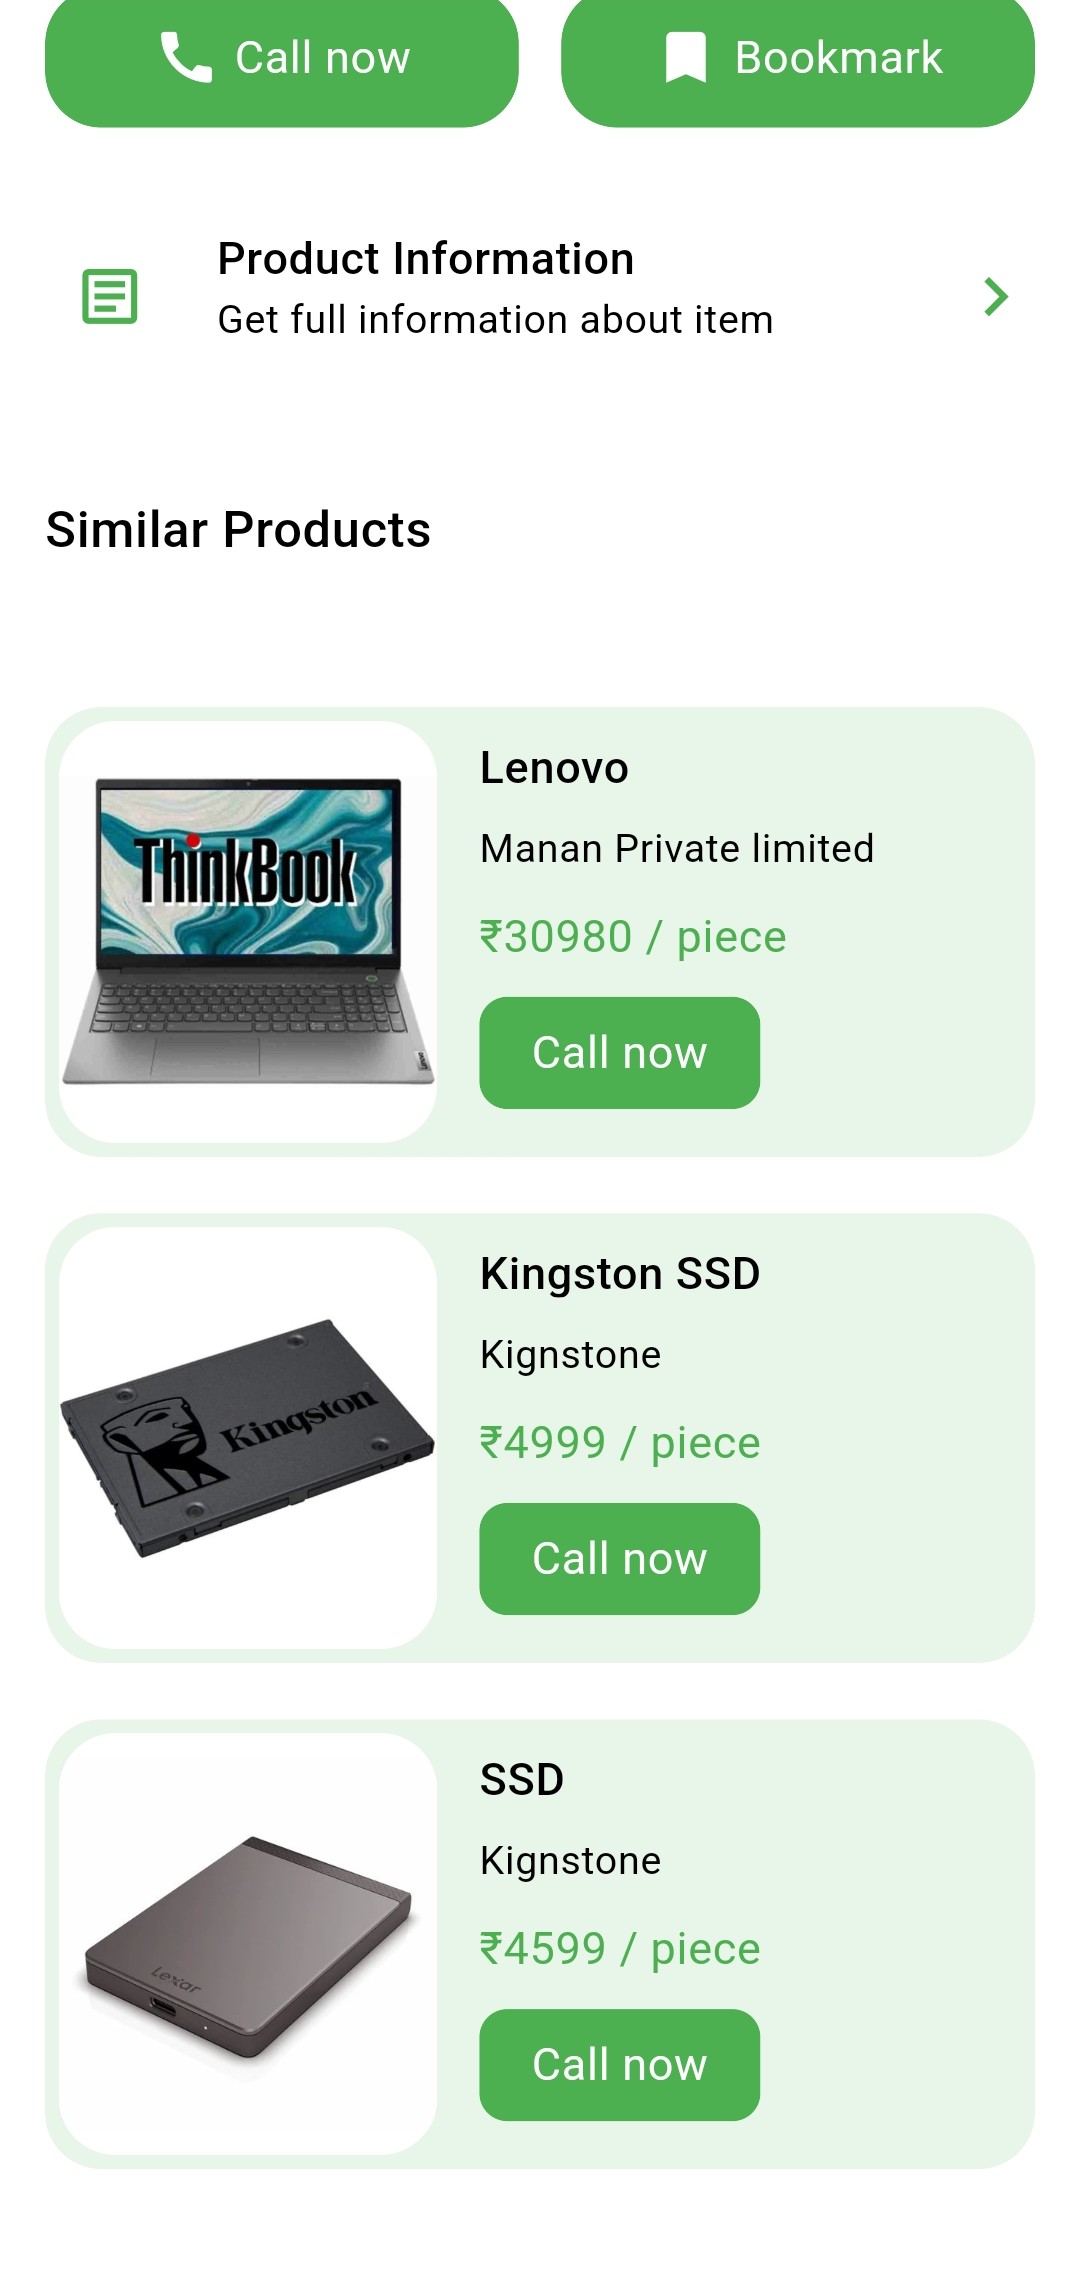 Call now
Bookmark
Product Information
Get full information about item
Similar Products
ThinkBook
Lenovo
Manan Private limited
₹30980 / piece
Call now
Kingston
Kingston SSD
Kignstone
₹4999 / piece
Call now
Lexar
SSD
Kignstone
₹4599 / piece
Call now